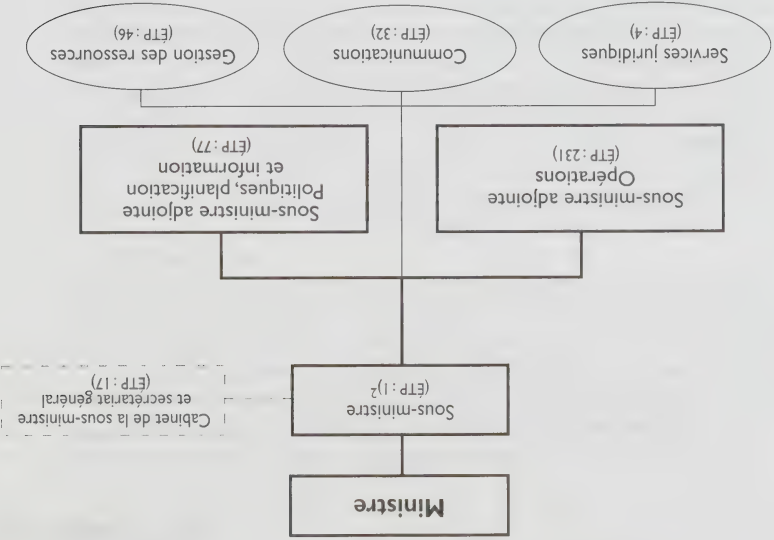 Ministre
Sous-ministre
(ÉTP : 1)²
Cabinet de la sous-ministre
et secrétariat général
(ÉTP : 17)
Sous-ministre adjointe
Opérations
(ÉTP : 231)
Sous-ministre adjointe
Politiques, planification
et information
(ÉTP : 77)
Services juridiques
(ÉTP : 4)
Communications
(ÉTP : 32)
Gestion des ressources
(ÉTP : 46)